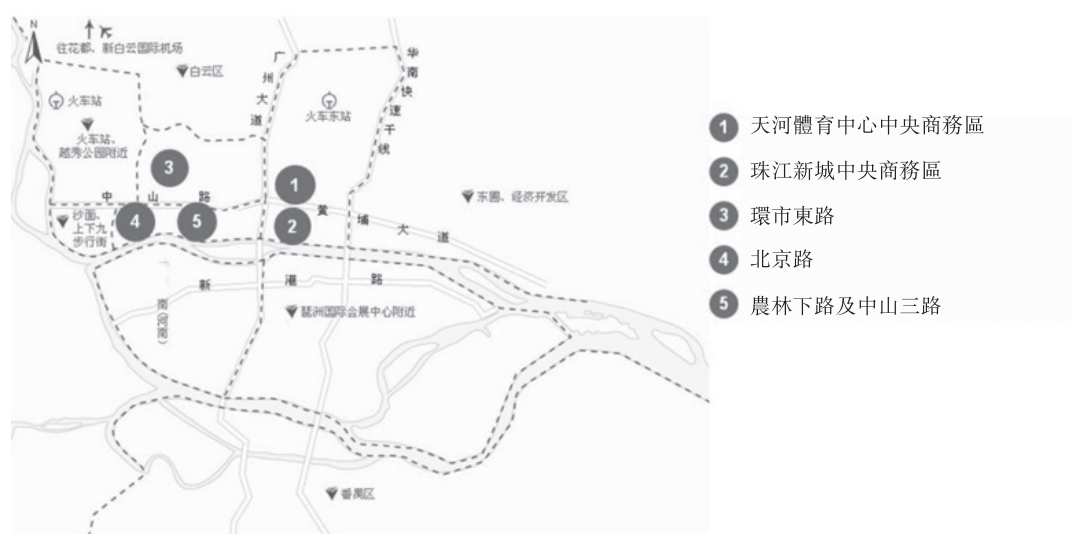 N
往花都、新白云国际机场
白云区
广州大道
华南快速干线
火车站
火车东站
火车站、
越秀公园附近
3
中山路
1
东圃、经济开发区
沙面、
上下九
步行街
4
5
2
黄埔大道
新港路
南(河南)
琶洲国际会展中心附近
番禺区
1 天河體育中心中央商務區
2 珠江新城中央商務區
3 環市東路
4 北京路
5 農林下路及中山三路